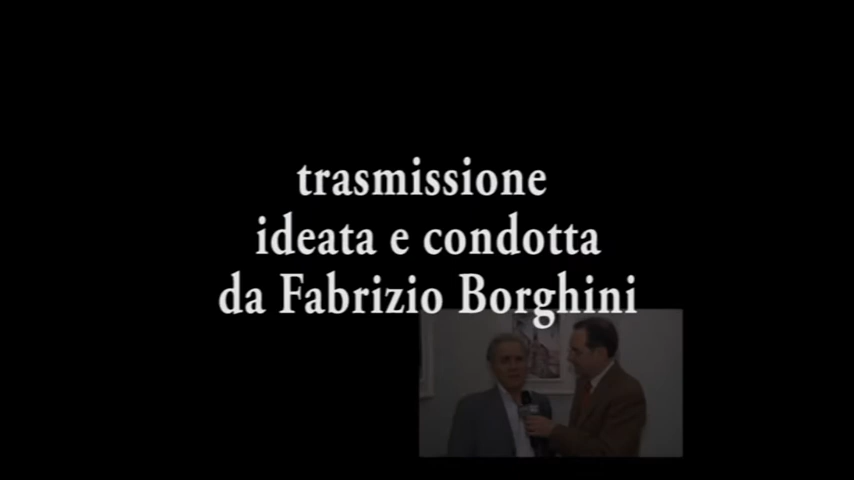 trasmissione
ideata e condotta
da Fabrizio Borghini